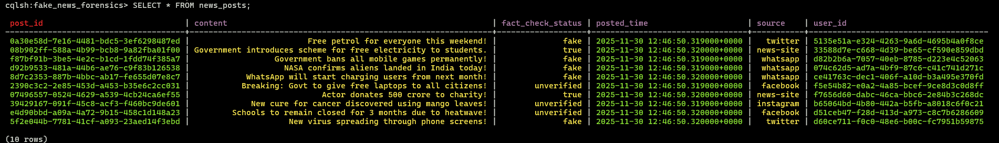 cqlsh:fake_news_forensics> SELECT * FROM news_posts;
post_id | content | fact_check_status | posted_time | source | user_id
0a30e58d-7e16-4481-bdc5-3ef6298487ed | Free petrol for everyone this weekend! | fake | 2025-11-30 12:46:50.319000+0000 | twitter | 5135e51a-e324-4263-9a6d-4695b4a0f8ce
08b902ff-588a-4b99-bcb8-9a82fba01f00 | Government introduces scheme for free electricity to students. | true | 2025-11-30 12:46:50.320000+0000 | news-site | 33588d7e-c668-4d39-be65-cf590e859dbd
f87bf91b-3be5-4e2c-b1cd-1fdd74f385a7 | Government bans all mobile games permanently! | fake | 2025-11-30 12:46:50.319000+0000 | whatsapp | d82b2b6a-7057-40eb-8785-d223e4c52063
d92b9533-481a-44b6-ae76-c9f83b126538 | NASA confirms aliens landed in India today! | fake | 2025-11-30 12:46:50.320000+0000 | whatsapp | 074c62d5-ad7a-4bf9-87c6-c41c741d271c
8d7c2353-887b-4bbc-ab17-fe655d07e8c7 | WhatsApp will start charging users from next month! | fake | 2025-11-30 12:46:50.320000+0000 | whatsapp | ce41763c-dec1-406f-a10d-b3a495e370fd
2390c3c2-2e85-453d-a453-b35e6c2cc031 | Breaking: Govt to give free laptops to all citizens! | unverified | 2025-11-30 12:46:50.319000+0000 | facebook | f5e54b82-e0a2-4a85-bcef-9ce8d3c0d8ff
07496557-0524-4629-a539-4cb24ca6ef55 | Actor donates 500 crore to charity! | true | 2025-11-30 12:46:50.320000+0000 | news-site | f7656d60-dabc-46ca-bbc6-2e84b3c268dc
39429167-091f-45c8-acf3-f460bc9de601 | New cure for cancer discovered using mango leaves! | unverified | 2025-11-30 12:46:50.319000+0000 | instagram | b65064bd-4b80-442a-b5fb-a8018c6f0c21
e4d90bbd-a09a-4a72-9b15-458c1d148a23 | Schools to remain closed for 3 months due to heatwave! | unverified | 2025-11-30 12:46:50.320000+0000 | facebook | d51ceb47-f28d-413d-a973-c8c7b6286609
5f2e044b-7781-41cf-a093-23aed14f3ebd | New virus spreading through phone screens! | fake | 2025-11-30 12:46:50.320000+0000 | twitter | d60ce711-f0c0-48e6-b00c-fc7951b59875
(10 rows)